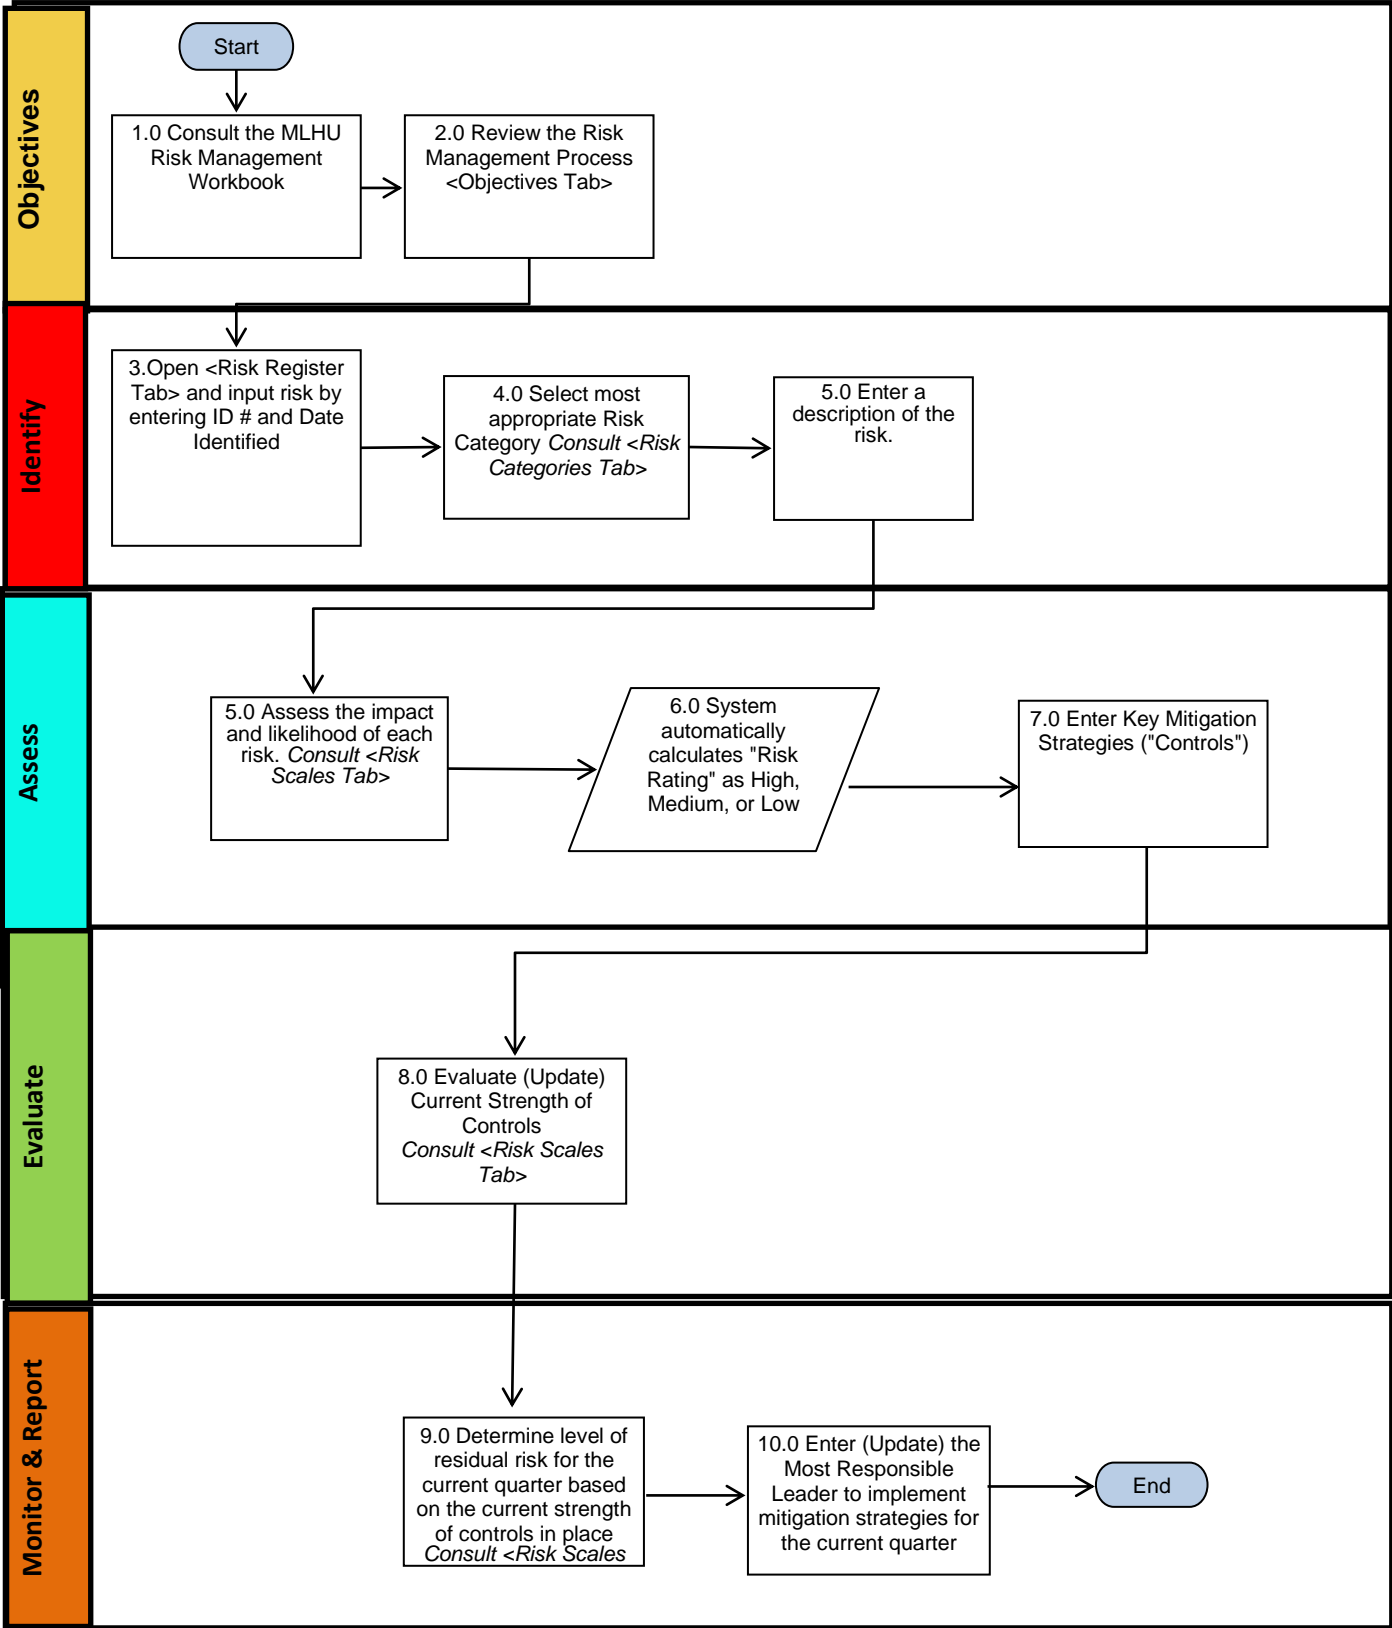 Objectives
Start
1.0 Consult the MLHU
Risk Management
Workbook
2.0 Review the Risk
Management Process
<Objectives Tab>
Identify
3.Open <Risk Register
Tab> and input risk by
entering ID # and Date
Identified
4.0 Select most
appropriate Risk
Category Consult <Risk
Categories Tab>
5.0 Enter a
description of the
risk.
Assess
5.0 Assess the impact
and likelihood of each
risk. Consult <Risk
Scales Tab>
6.0 System
automatically
calculates "Risk
Rating" as High,
Medium, or Low
7.0 Enter Key Mitigation
Strategies ("Controls")
Evaluate
8.0 Evaluate (Update)
Current Strength of
Controls
Consult <Risk Scales
Tab>
Monitor & Report
9.0 Determine level of
residual risk for the
current quarter based
on the current strength
of controls in place
Consult <Risk Scales
10.0 Enter (Update) the
Most Responsible
Leader to implement
mitigation strategies for
the current quarter
End